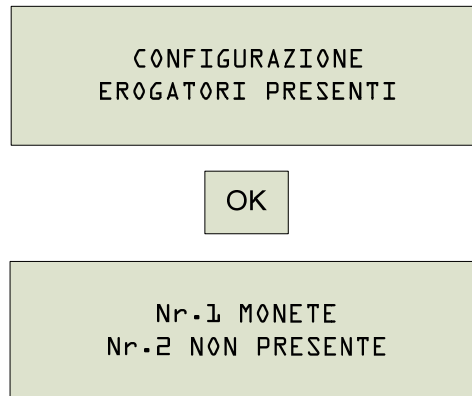 CONFIGURAZIONE
EROGATORI PRESENTI
OK
Nr.1 MONETE
Nr.2 NON PRESENTE